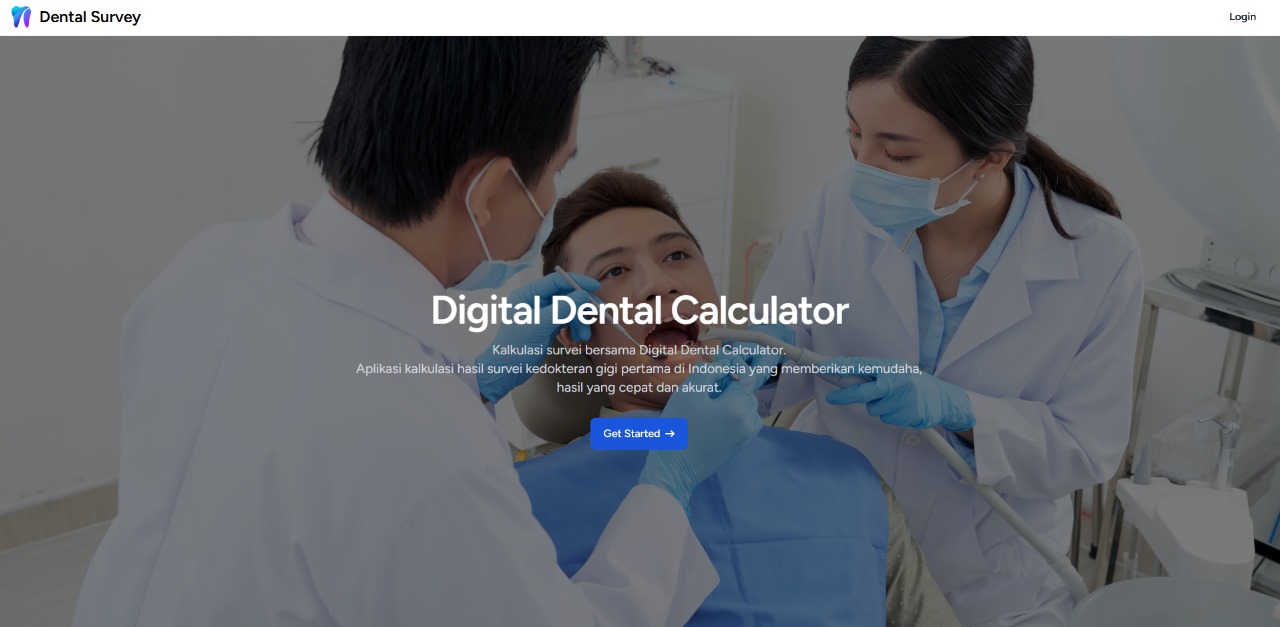 Dental Survey
Login
Digital Dental Calculator
Kalkulasi survei bersama Digital Dental Calculator.
Aplikasi kalkulasi hasil survei kedokteran gigi pertama di Indonesia yang memberikan kemudaha,
hasil yang cepat dan akurat.
Get Started →